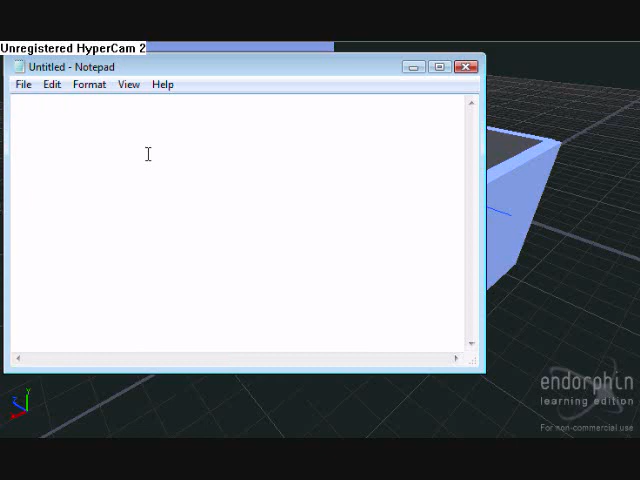 Unregistered HyperCam 2
Untitled - Notepad
File Edit Format View Help
Y
Z
endorphin
learning edition
For non-commercial use